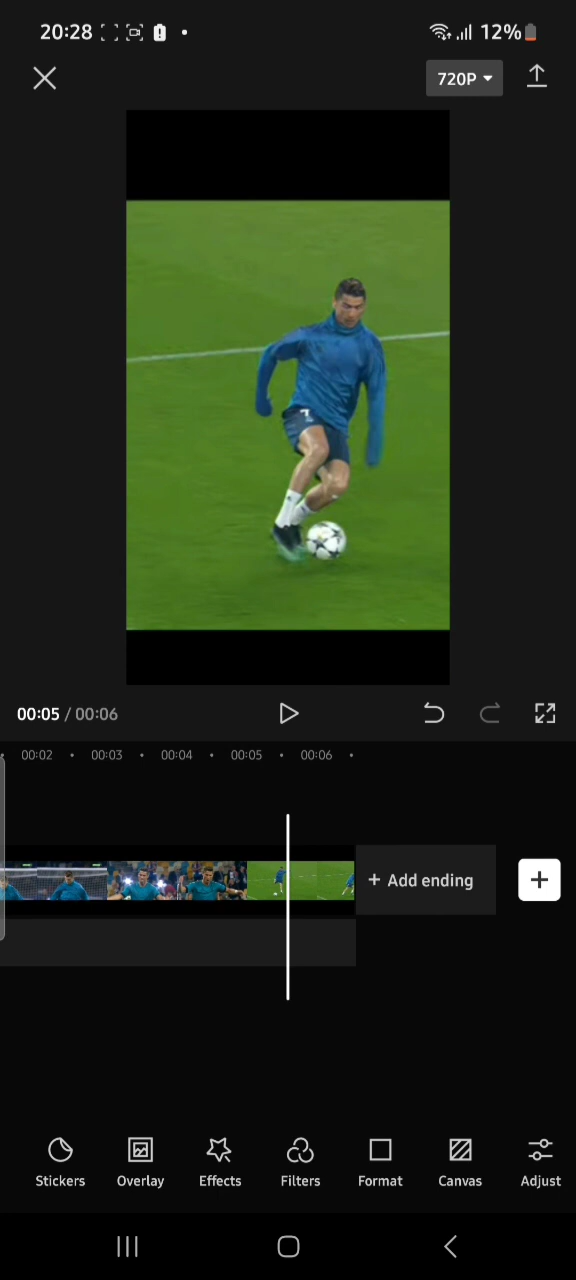 20:28 12%
720P
7
00:05 / 00:06
00:02 00:03 00:04 00:05 00:06
+ Add ending
+
Stickers Overlay Effects Filters Format Canvas Adjust